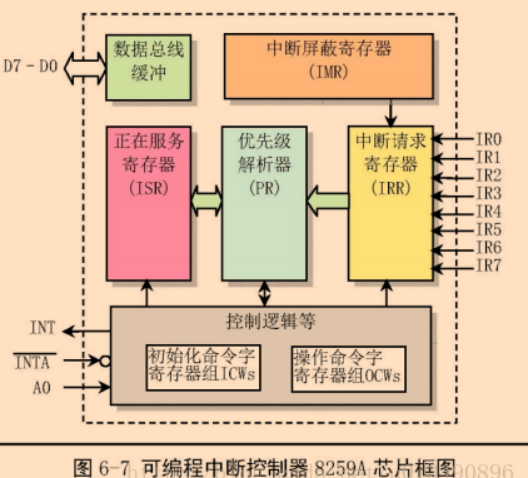 D7-D0
数据总线
缓冲
中断屏蔽寄存器
(IMR)
正在服务
寄存器
(ISR)
优先级
解析器
(PR)
中断请求
寄存器
(IRR)
IR0
IR1
IR2
IR3
IR4
IR5
IR6
IR7
INT
INTA
A0
控制逻辑等
初始化命令字
寄存器组ICWs
操作命令字
寄存器组OCWs
图 6-7 可编程中断控制器 8259A 芯片框图